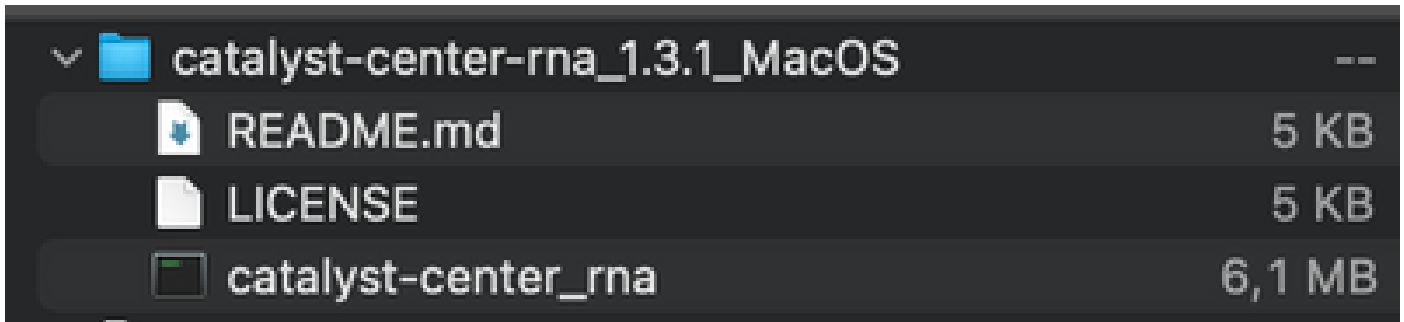 catalyst-center-rna_1.3.1_MacOS --
README.md 5 KB
LICENSE 5 KB
catalyst-center_rna 6,1 MB